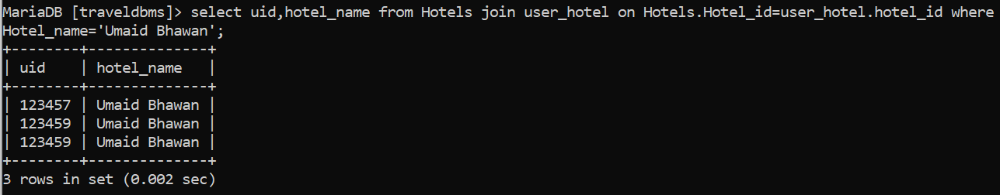 MariaDB [traveldbms]> select uid,hotel_name from Hotels join user_hotel on Hotels.Hotel_id=user_hotel.hotel_id where
Hotel_name='Umaid Bhawan';
+--------+--------------+
| uid    | hotel_name   |
+--------+--------------+
| 123457 | Umaid Bhawan |
| 123459 | Umaid Bhawan |
| 123459 | Umaid Bhawan |
+--------+--------------+
3 rows in set (0.002 sec)